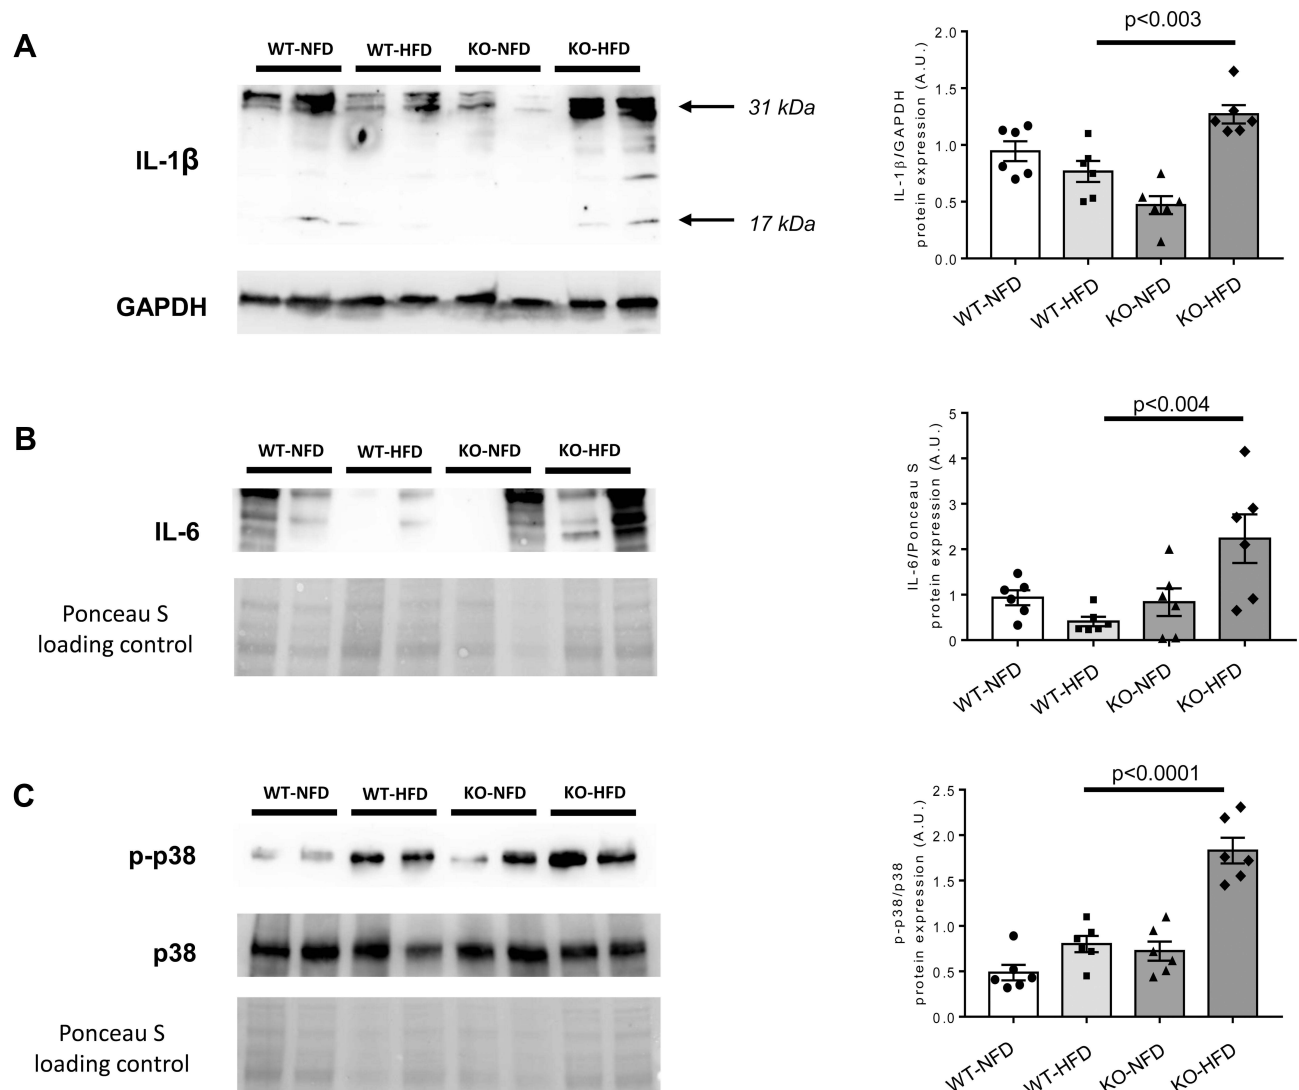 A
WT-NFD WT-HFD KO-NFD KO-HFD
31 kDa
IL-1β
17 kDa
GAPDH
p<0.003
IL-1β/GAPDH
protein expression (A.U.)
2.0
1.5
1.0
0.5
0.0
WT-NFD WT-HFD KO-NFD KO-HFD
B
WT-NFD WT-HFD KO-NFD KO-HFD
IL-6
Ponceau S
loading control
p<0.004
IL-6/Ponceau S
protein expression (A.U.)
5
4
3
2
1
0
WT-NFD WT-HFD KO-NFD KO-HFD
C
WT-NFD WT-HFD KO-NFD KO-HFD
p-p38
p38
Ponceau S
loading control
p<0.0001
p-p38/p38
protein expression (A.U.)
2.5
2.0
1.5
1.0
0.5
0.0
WT-NFD WT-HFD KO-NFD KO-HFD